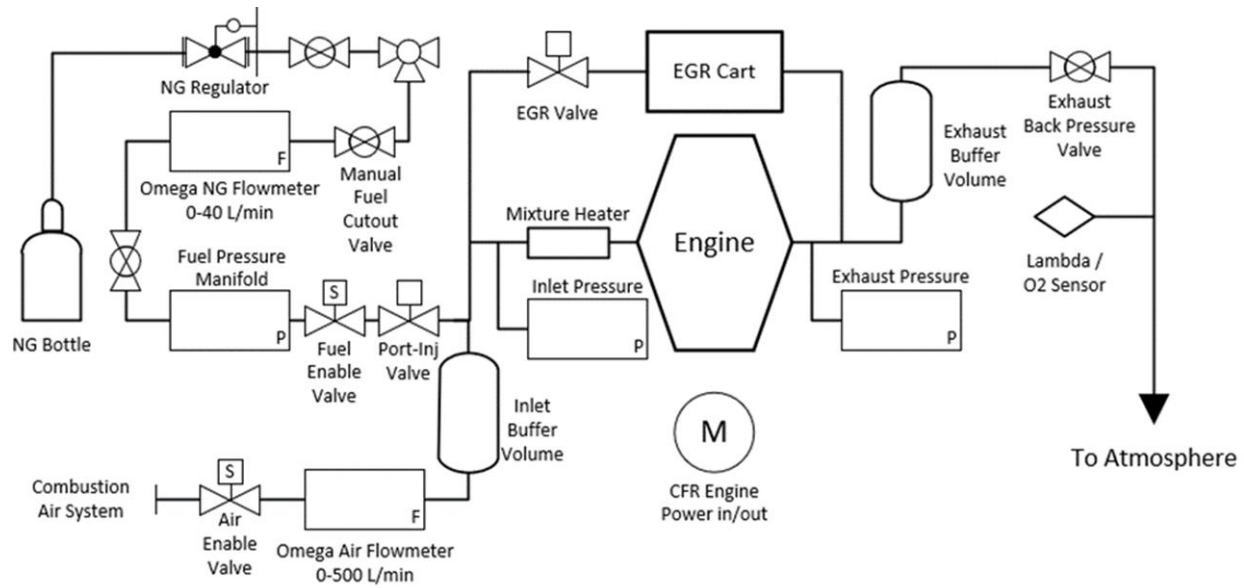 NG Regulator
EGR Valve
EGR Cart
Exhaust
Back Pressure
Valve
Exhaust
Buffer
Volume
F
Omega NG Flowmeter
0-40 L/min
Manual
Fuel
Cutout
Valve
Mixture Heater
Engine
Lambda /
O2 Sensor
Fuel Pressure
Manifold
P
S
Fuel
Enable
Valve
Port-Inj
Valve
Inlet Pressure
P
Exhaust Pressure
P
NG Bottle
Inlet
Buffer
Volume
M
CFR Engine
Power in/out
To Atmosphere
Combustion
Air System
S
Air
Enable
Valve
F
Omega Air Flowmeter
0-500 L/min